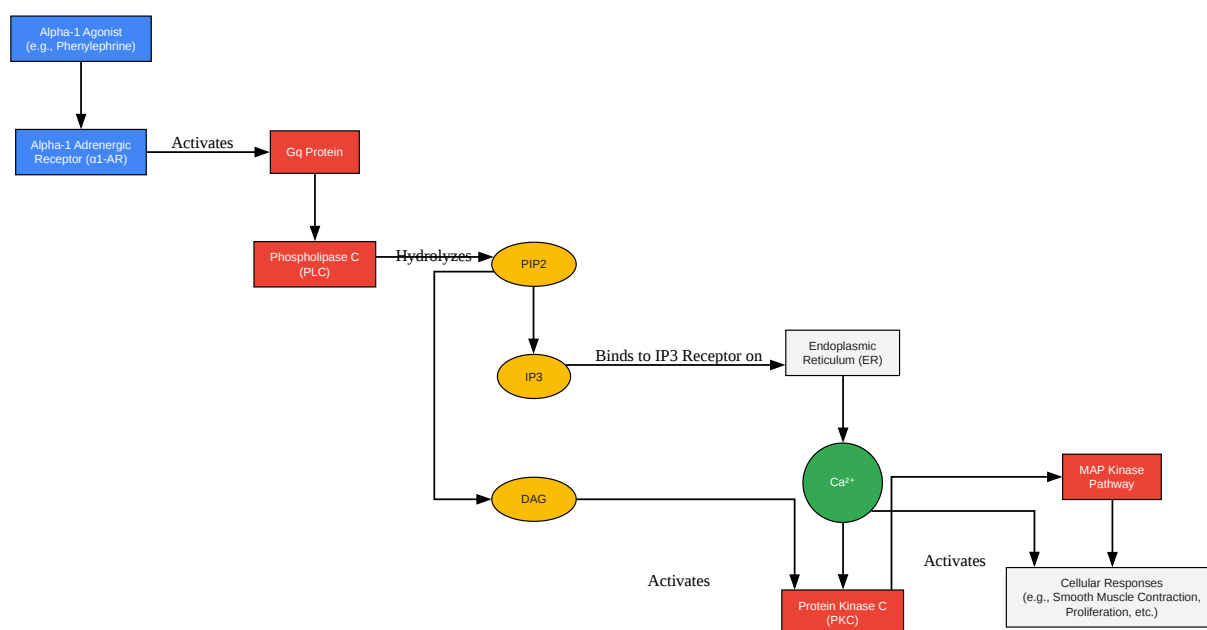 Alpha-1 Agonist
(e.g., Phenylephrine)
Alpha-1 Adrenergic
Receptor (α1-AR)
Activates
Gq Protein
Phospholipase C
(PLC)
Hydrolyzes
PIP2
IP3
Binds to IP3 Receptor on
Endoplasmic
Reticulum (ER)
Ca²⁺
DAG
MAP Kinase
Pathway
Activates
Activates
Protein Kinase C
(PKC)
Cellular Responses
(e.g., Smooth Muscle Contraction,
Proliferation, etc.)